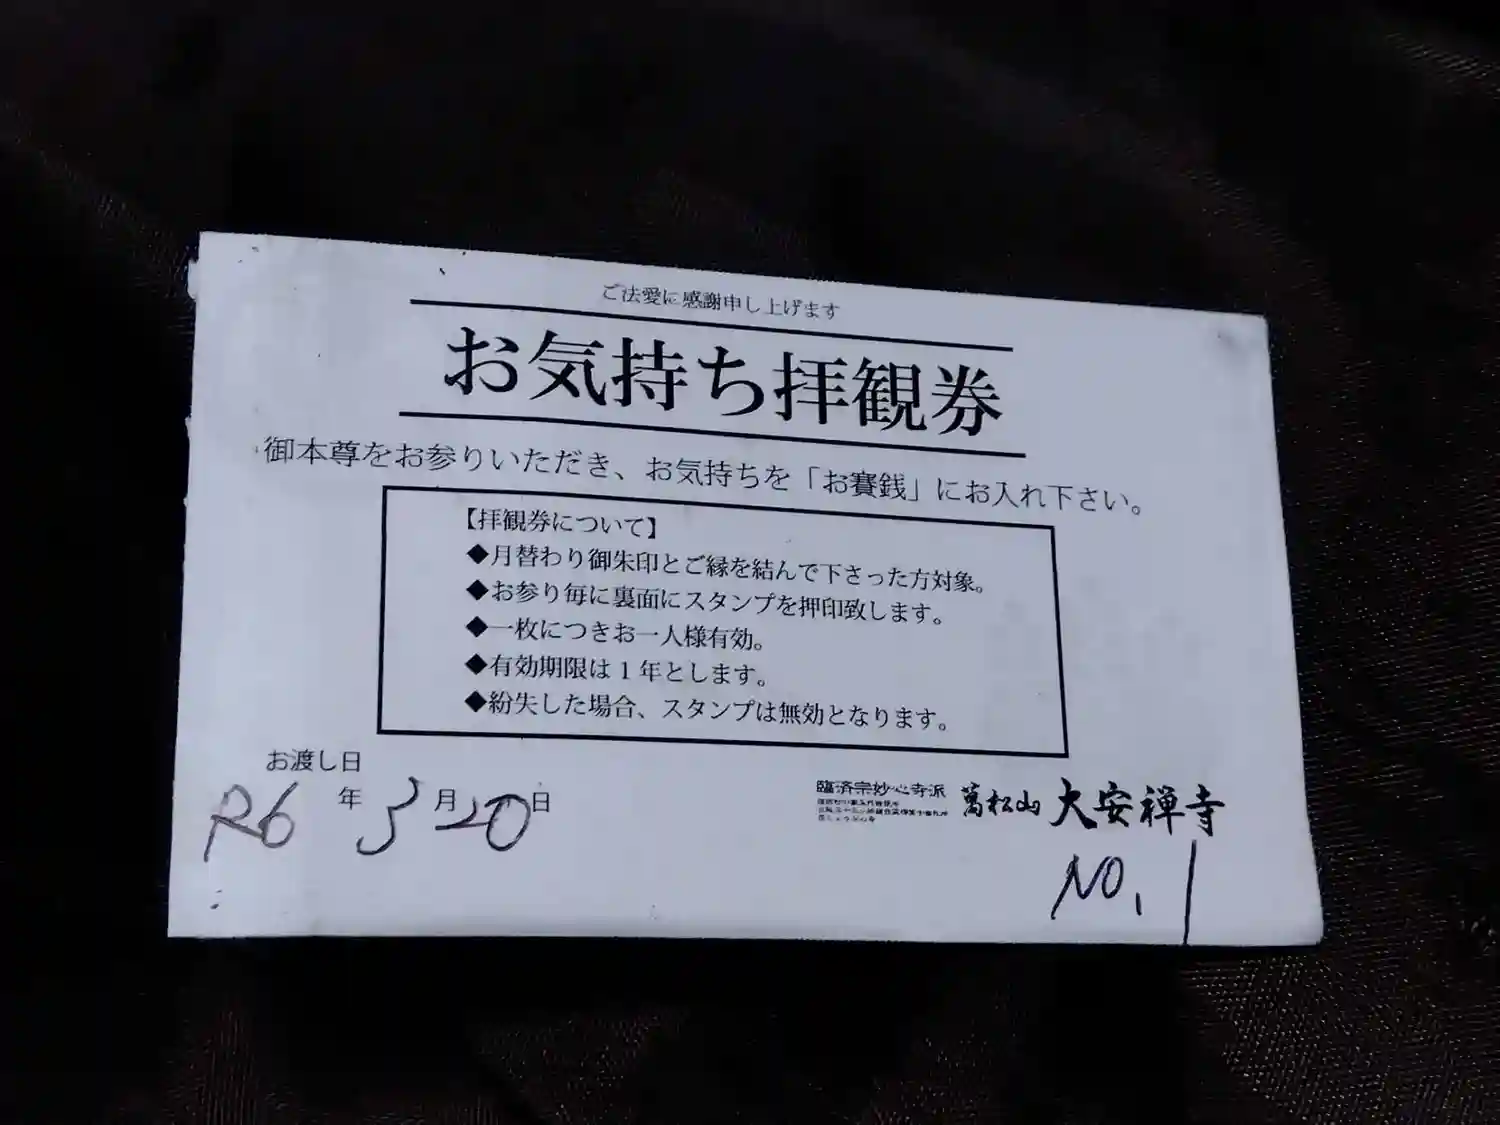 ご法愛に感謝申し上げます
お気持ち拝観券
御本尊をお参りいただき、お気持ちを「お賽銭」にお入れ下さい。
【拝観券について】
◆月替わり御朱印とご縁を結んで下さった方対象。
◆お参り毎に裏面にスタンプを押印致します。
◆一枚につきお一人様有効。
◆有効期限は1年とします。
◆紛失した場合、スタンプは無効となります。
お渡し日
R6年3月20日
臨済宗妙心寺派 萬松山 大安禅寺
NO.1